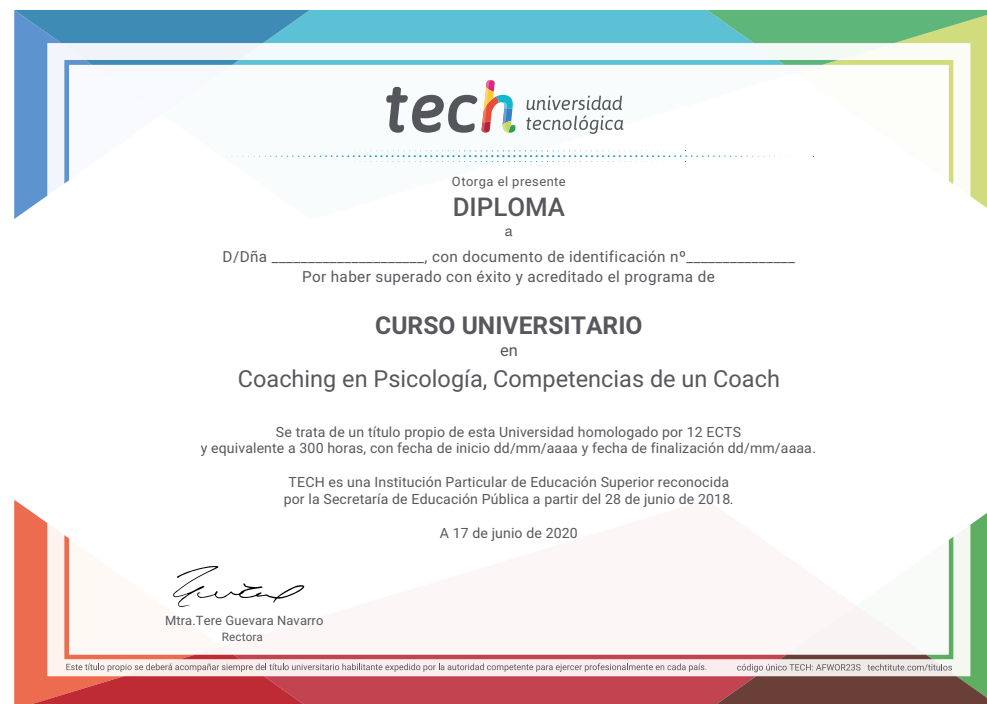 tech universidad
tecnológica
Otorga el presente
DIPLOMA
a
D/Dña ______________________, con documento de identificación nº_______________
Por haber superado con éxito y acreditado el programa de
CURSO UNIVERSITARIO
en
Coaching en Psicología, Competencias de un Coach
Se trata de un título propio de esta Universidad homologado por 12 ECTS
y equivalente a 300 horas, con fecha de inicio dd/mm/aaaa y fecha de finalización dd/mm/aaaa.
TECH es una Institución Particular de Educación Superior reconocida
por la Secretaría de Educación Pública a partir del 28 de junio de 2018.
A 17 de junio de 2020
Mtra.Tere Guevara Navarro
Rectora
Este título propio se deberá acompañar siempre del título universitario habilitante expedido por la autoridad competente para ejercer profesionalmente en cada país. código único TECH: AFWOR23S techtitute.com/titulos